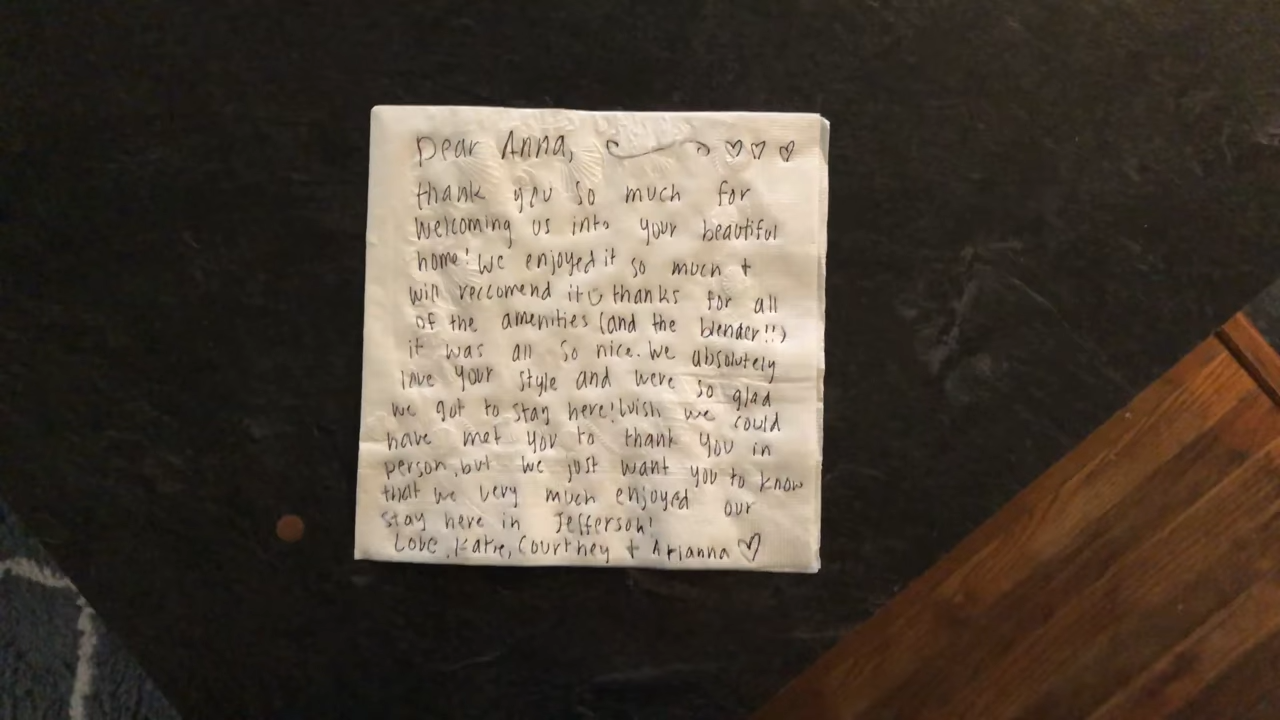 Dear Anna, ♡♡♡
thank you so much for
welcoming us into your beautiful
home! We enjoyed it so much +
will reccomend it thanks for all
of the amenities (and the blender!!)
it was all so nice. We absolutely
love your style and were so glad
we got to stay here! Wish we could
have met you to thank you in
person, but we just want you to know
that we very much enjoyed our
stay here in Jefferson!
Love, Katie, Courtney + Arianna ♡